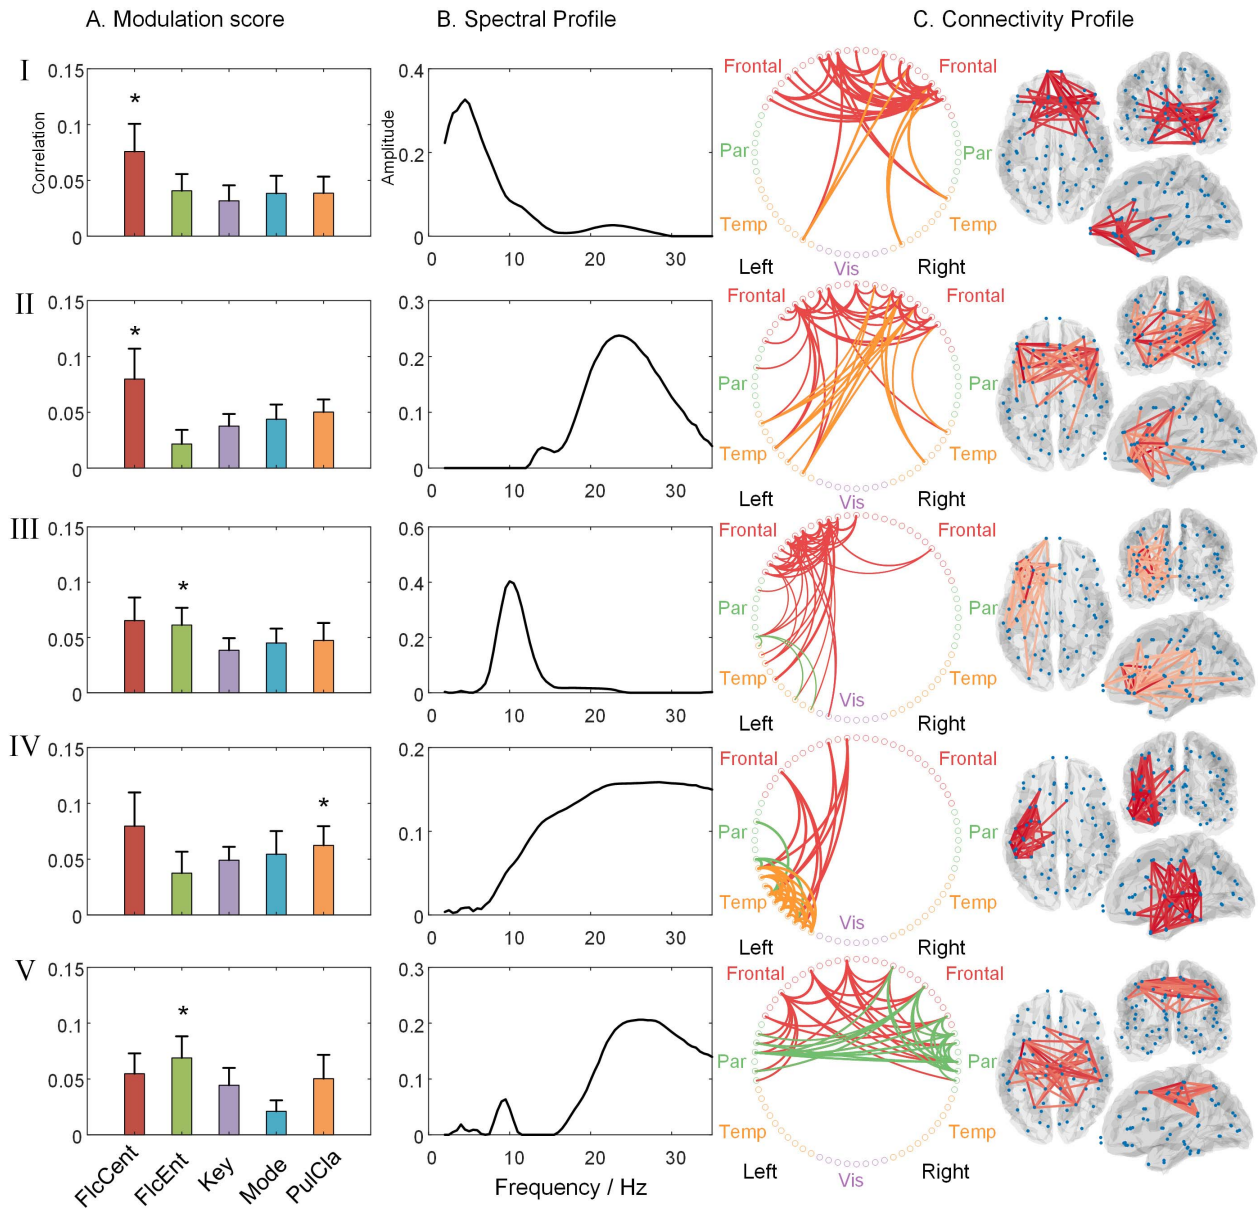 A. Modulation score
B. Spectral Profile
C. Connectivity Profile
I
0.15
0.1
0.05
0
Correlation
*
0.4
0.2
0
Amplitude
10 20 30
0
Frontal Frontal
Par Par
Temp Temp
Vis
Left Right
II
0.15
0.1
0.05
0
*
0.3
0.2
0.1
0
0 10 20 30
Frontal Frontal
Par Par
Temp Temp
Vis
Left Right
III
0.15
0.1
0.05
0
*
0.6
0.4
0.2
0
0 10 20 30
Frontal Frontal
Par Par
Temp Temp
Vis
Left Right
IV
0.15
0.1
0.05
0
*
0.2
0.1
0
0 10 20 30
Frontal Frontal
Par Par
Temp Temp
Vis
Left Right
V
0.15
0.1
0.05
0
*
0.3
0.2
0.1
0
0 10 20 30
Frontal Frontal
Par Par
Temp Temp
Vis
Left Right
FlcCent FlcEnt Key Mode PulCla
Frequency / Hz